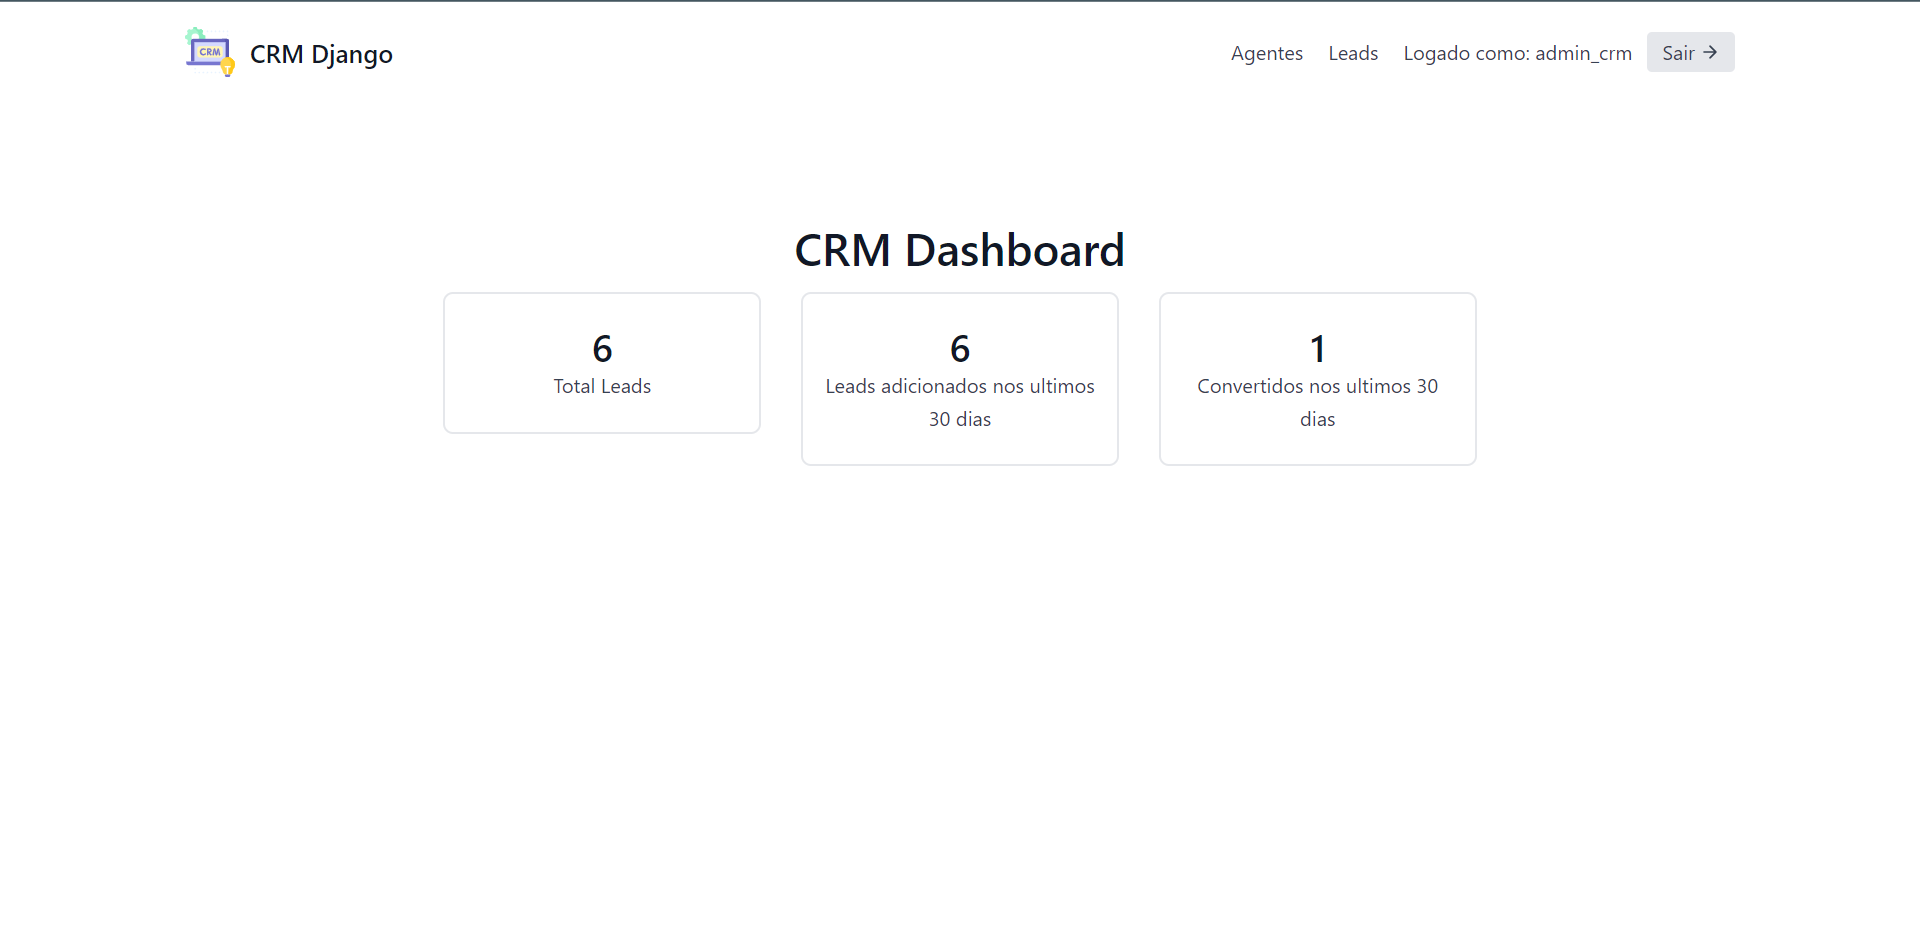 CRM
CRM Django
Agentes
Leads
Logado como: admin_crm
Sair →
CRM Dashboard
6
Total Leads
6
Leads adicionados nos ultimos
30 dias
1
Convertidos nos ultimos 30
dias